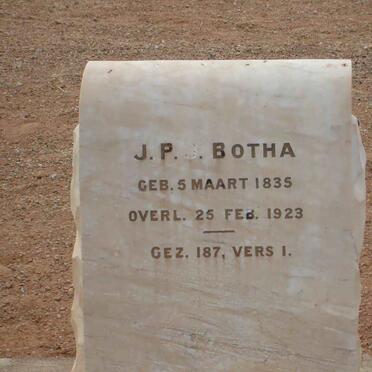 J. P. BOTHA
GEB. 5 MAART 1835
OVERL. 25 FEB. 1923
GEZ. 187, VERS 1.